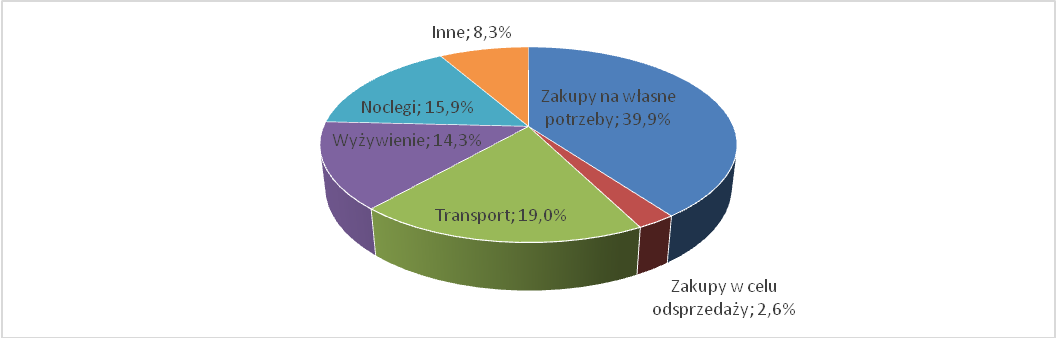 Inne; 8,3%
Zakupy na własne
potrzeby; 39,9%
Noclegi; 15,9%
Wyżywienie; 14,3%
Transport; 19,0%
Zakupy w celu
odsprzedaży; 2,6%